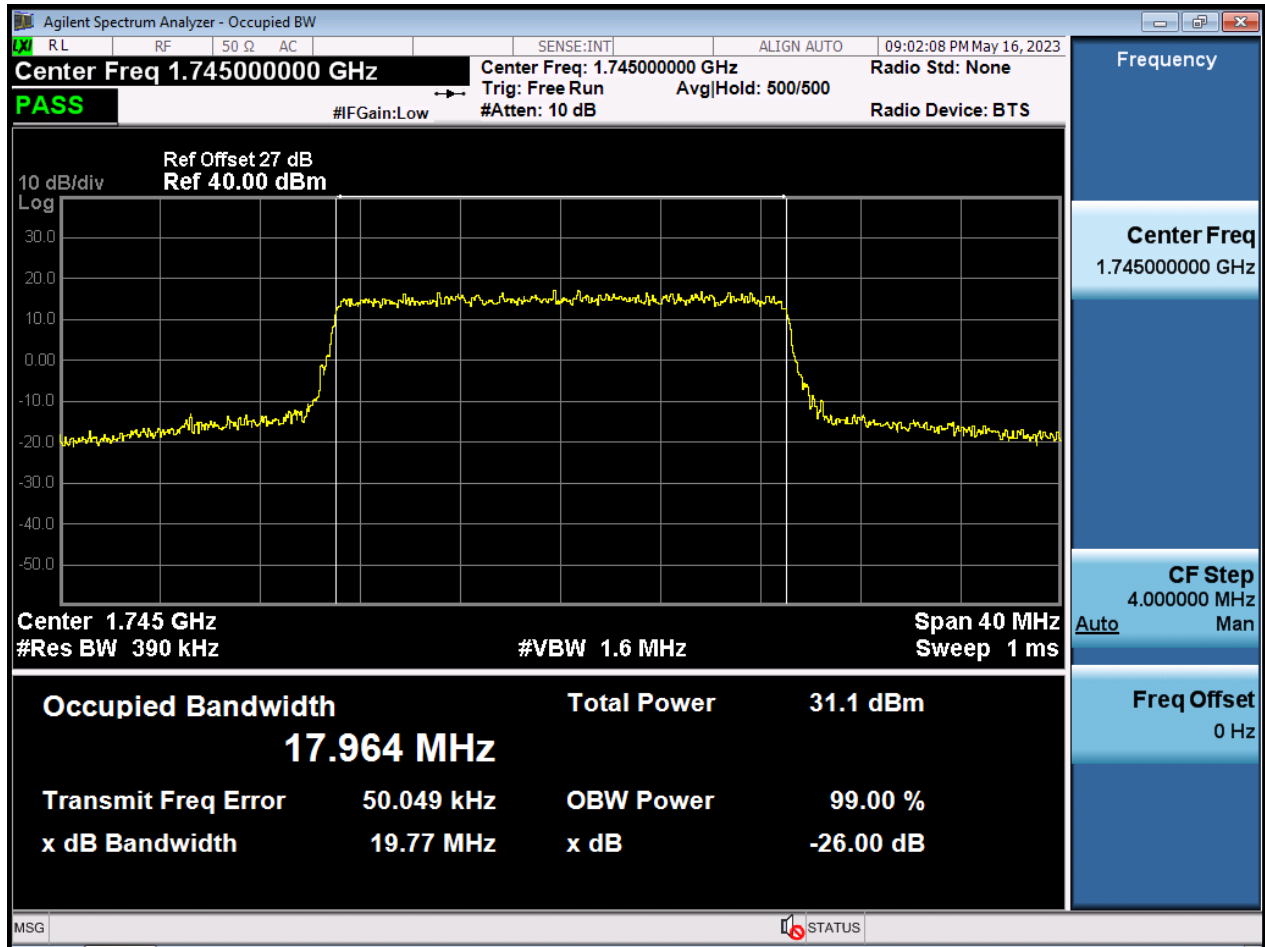 Agilent Spectrum Analyzer - Occupied BW
LXI RL RF 50 Ω AC SENSE:INT ALIGN AUTO 09:02:08 PM May 16, 2023
Center Freq 1.745000000 GHz
PASS
#IFGain:Low
Center Freq: 1.745000000 GHz
Trig: Free Run Avg|Hold: 500/500
#Atten: 10 dB
Radio Std: None
Radio Device: BTS
Ref Offset 27 dB
10 dB/div Ref 40.00 dBm
Log
30.0
20.0
10.0
0.00
-10.0
-20.0
-30.0
-40.0
-50.0
Center 1.745 GHz Span 40 MHz
#Res BW 390 kHz #VBW 1.6 MHz Sweep 1 ms
Occupied Bandwidth Total Power 31.1 dBm
17.964 MHz
Transmit Freq Error 50.049 kHz OBW Power 99.00 %
x dB Bandwidth 19.77 MHz x dB -26.00 dB
Frequency
Center Freq
1.745000000 GHz
CF Step
4.000000 MHz
Auto Man
Freq Offset
0 Hz
MSG STATUS